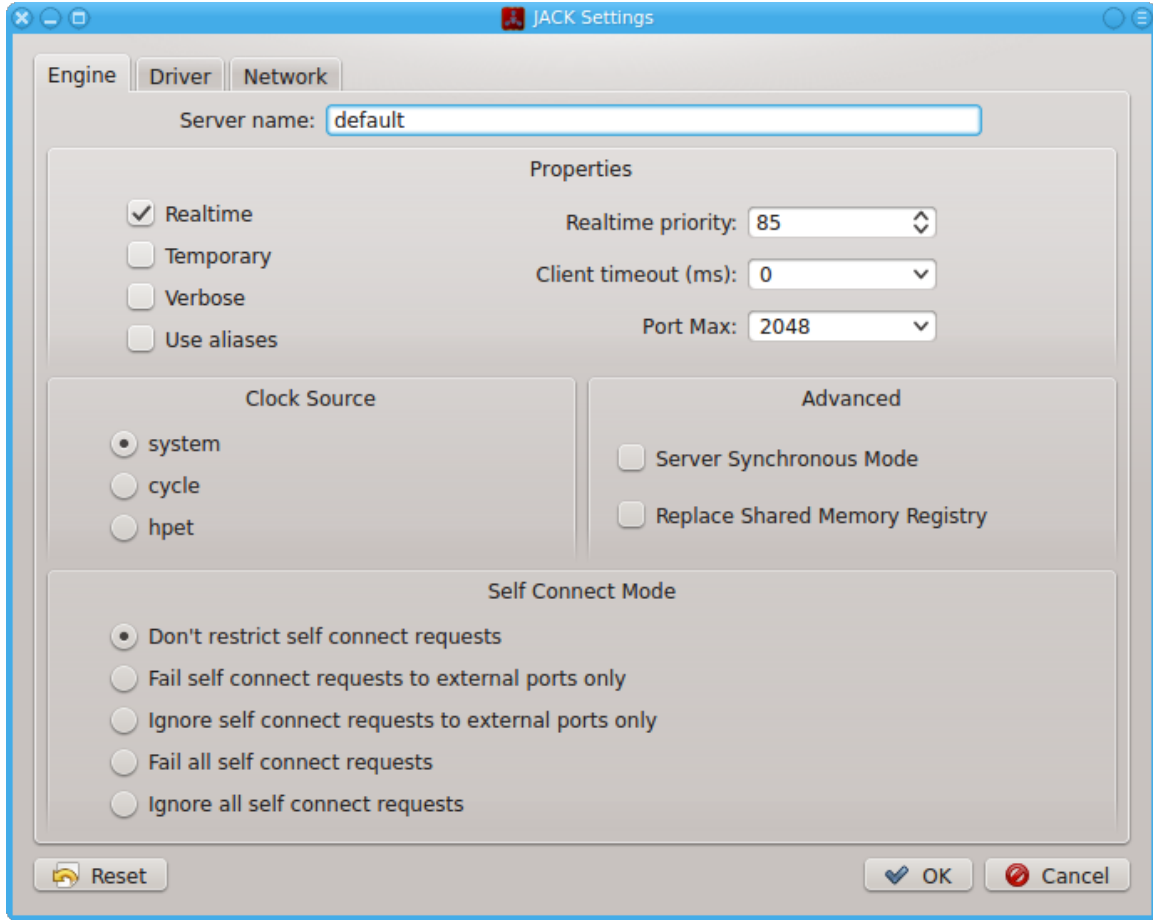 JACK Settings
Engine Driver Network
Server name: default
Properties
Realtime
Temporary
Verbose
Use aliases
Realtime priority: 85
Client timeout (ms): 0
Port Max: 2048
Clock Source
system
cycle
hpet
Advanced
Server Synchronous Mode
Replace Shared Memory Registry
Self Connect Mode
Don't restrict self connect requests
Fail self connect requests to external ports only
Ignore self connect requests to external ports only
Fail all self connect requests
Ignore all self connect requests
Reset OK Cancel